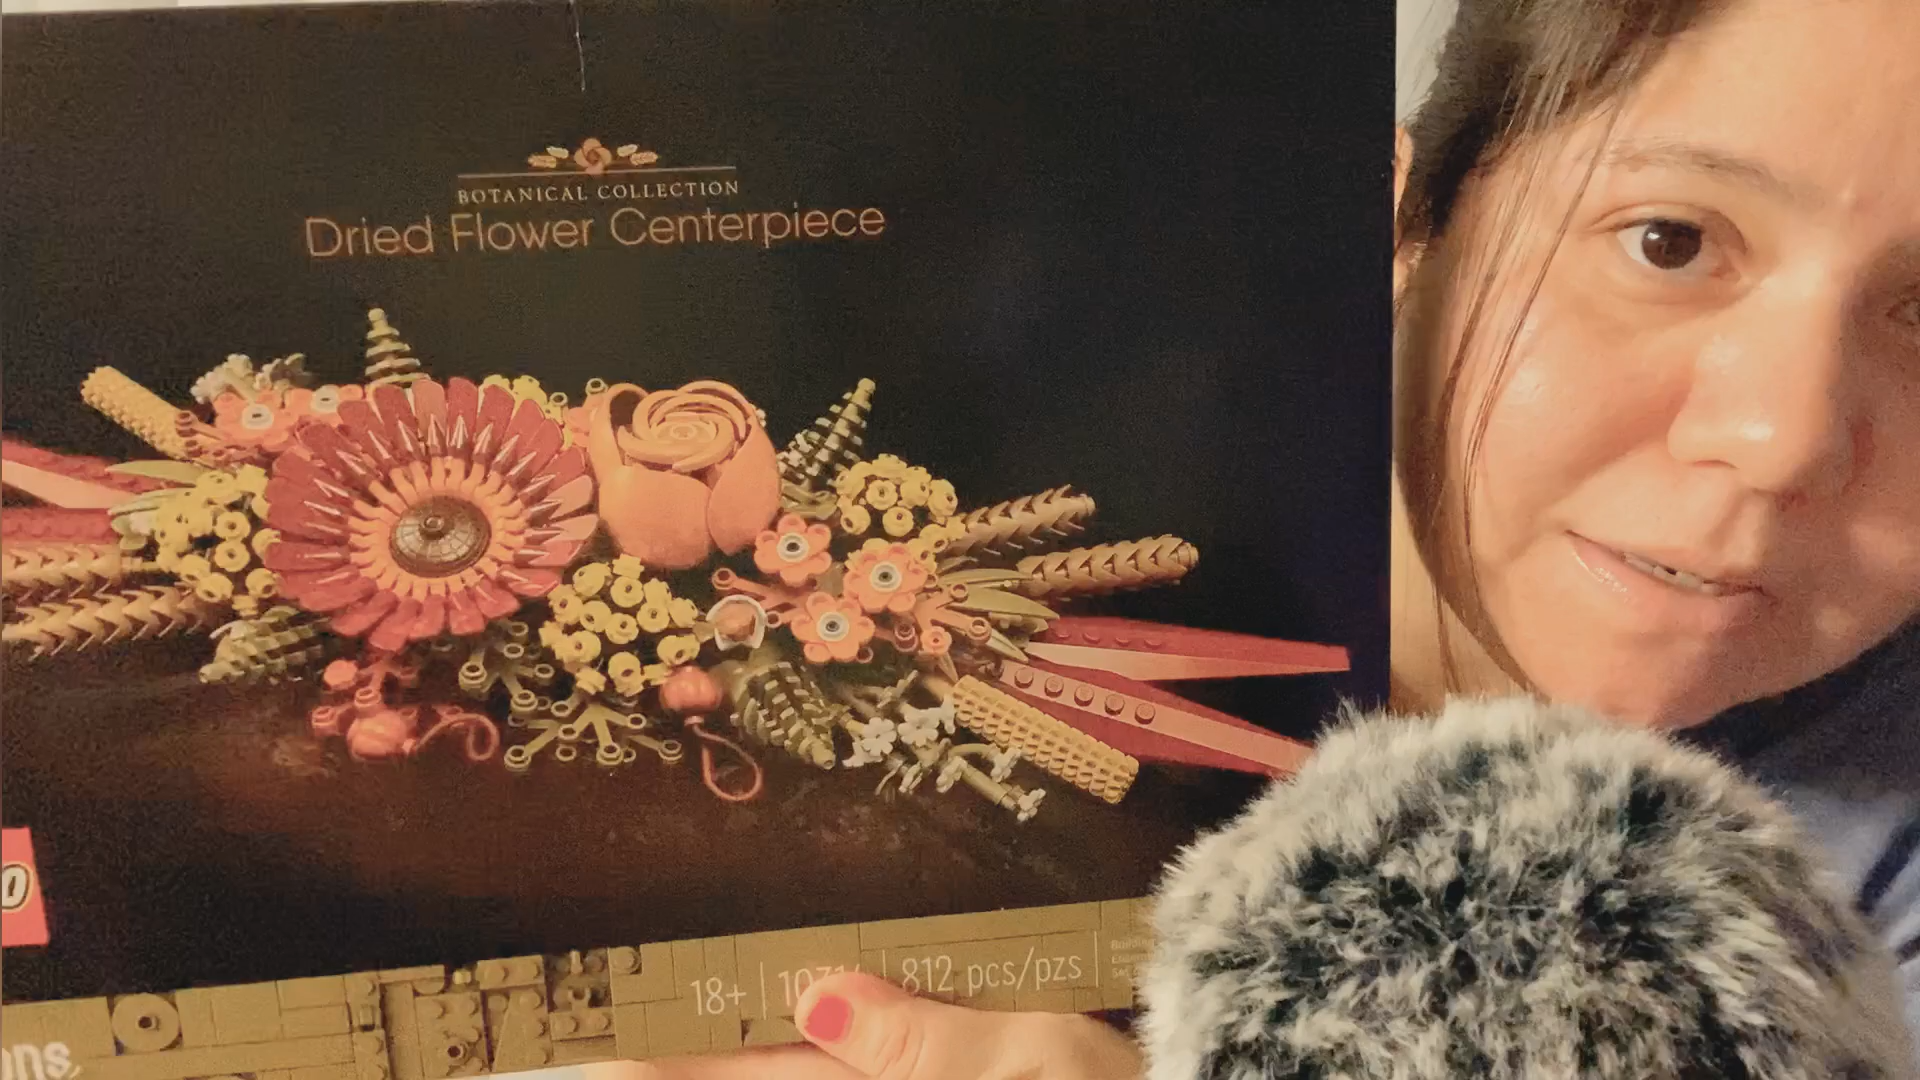 BOTANICAL COLLECTION
Dried Flower Centerpiece
18+
812 pcs/pzs